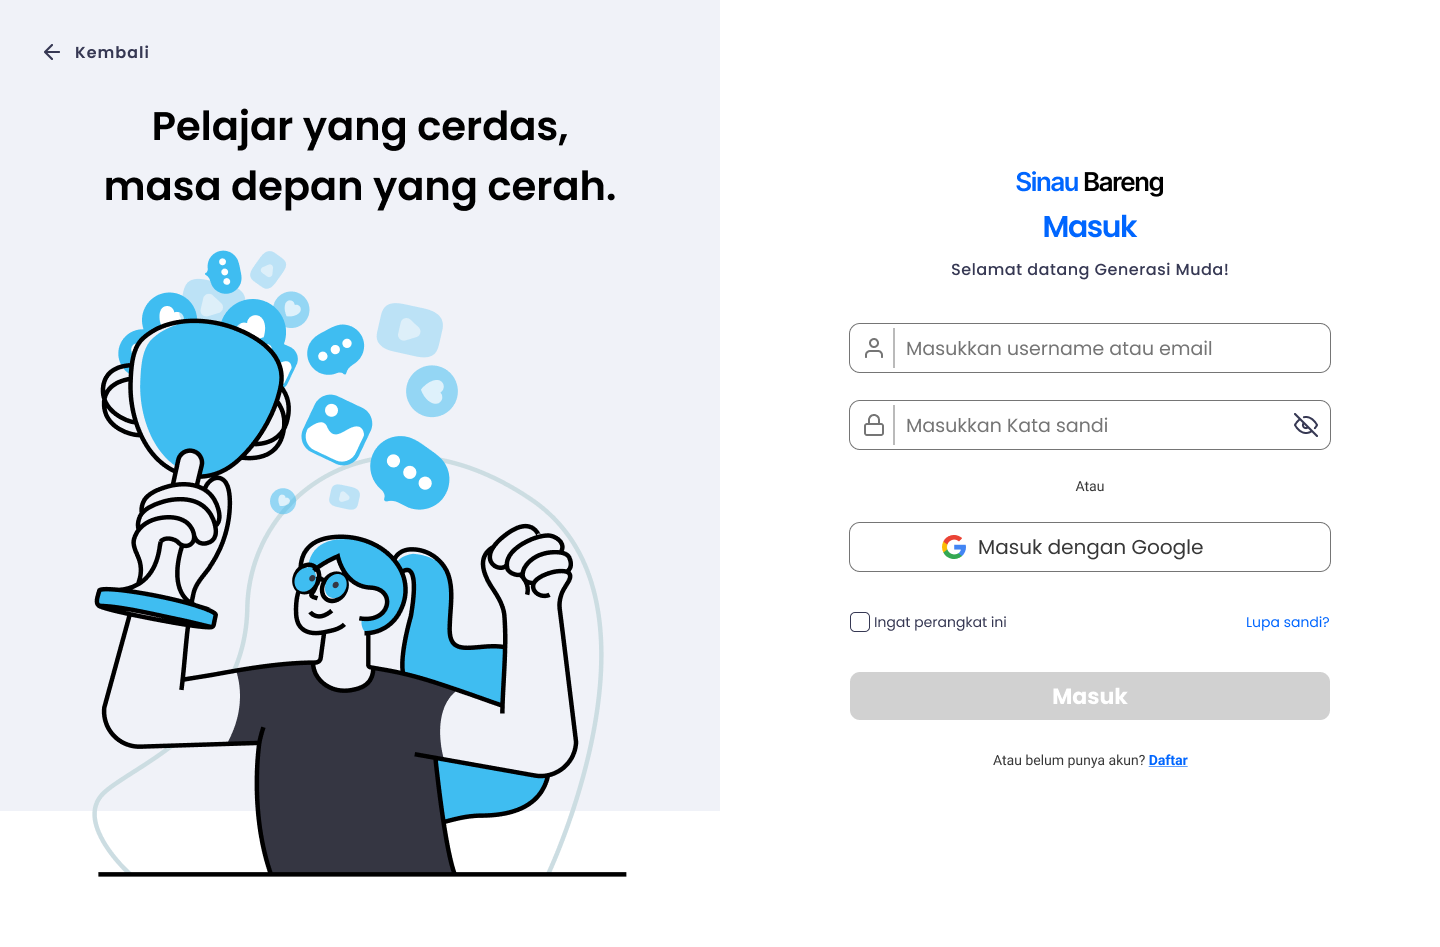 Kembali
Pelajar yang cerdas,
masa depan yang cerah.
Sinau Bareng
Masuk
Selamat datang Generasi Muda!
Masukkan username atau email
Masukkan Kata sandi
Atau
Masuk dengan Google
Ingat perangkat ini
Lupa sandi?
Masuk
Atau belum punya akun? Daftar